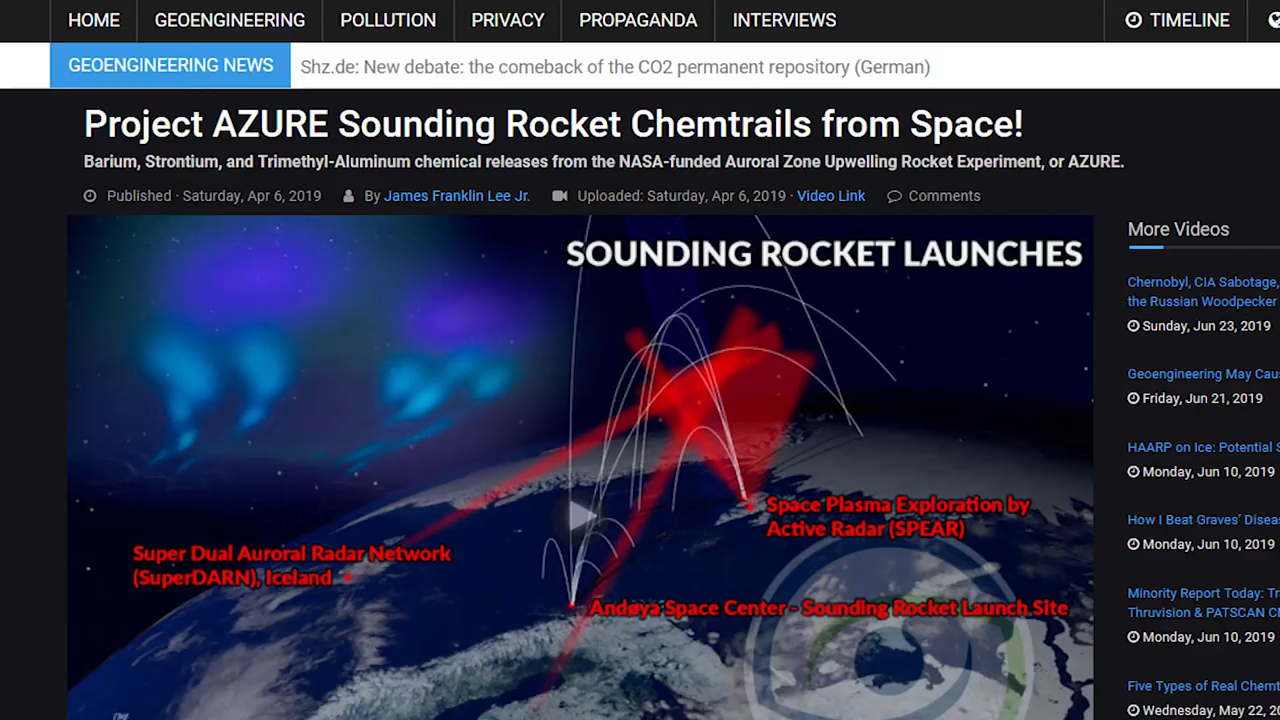 HOME GEOENGINEERING POLLUTION PRIVACY PROPAGANDA INTERVIEWS TIMELINE
GEOENGINEERING NEWS Shz.de: New debate: the comeback of the CO2 permanent repository (German)
Project AZURE Sounding Rocket Chemtrails from Space!
Barium, Strontium, and Trimethyl-Aluminum chemical releases from the NASA-funded Auroral Zone Upwelling Rocket Experiment, or AZURE.
Published · Saturday, Apr 6, 2019 By James Franklin Lee Jr. Uploaded: Saturday, Apr 6, 2019 · Video Link Comments
SOUNDING ROCKET LAUNCHES
Space Plasma Exploration by
Active Radar (SPEAR)
Super Dual Auroral Radar Network
(SuperDARN), Iceland
Andøya Space Center - Sounding Rocket Launch Site
More Videos
Chernobyl, CIA Sabotage,
the Russian Woodpecker
Sunday, Jun 23, 2019
Geoengineering May Cau
Friday, Jun 21, 2019
HAARP on Ice: Potential S
Monday, Jun 10, 2019
How I Beat Graves' Disea
Monday, Jun 10, 2019
Minority Report Today: Tr
Thruvision & PATSCAN C
Monday, Jun 10, 2019
Five Types of Real Chemt
Wednesday, May 22, 2